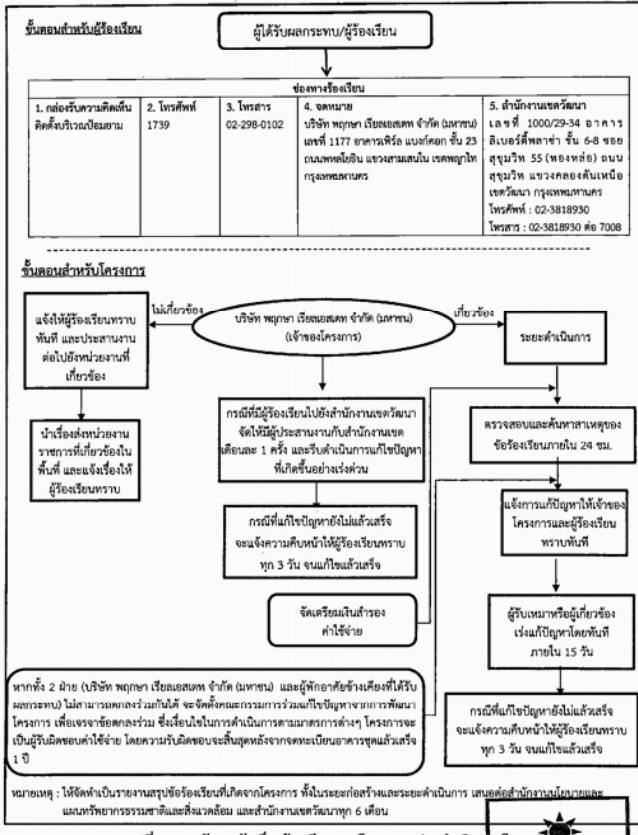 ขั้นตอนสำหรับผู้ร้องเรียน
ผู้ได้รับผลกระทบ/ผู้ร้องเรียน
ช่องทางร้องเรียน
1. กล่องรับความคิดเห็น
ติดตั้งบริเวณป้อมยาม
2. โทรศัพท์
1739
3. โทรสาร
02-298-0102
4. จดหมาย
บริษัท พฤกษา เรียลเอสเตท จำกัด (มหาชน)
เลขที่ 1177 อาคารเพิร์ล แบงก์คอก ชั้น 23
ถนนพหลโยธิน แขวงสามเสนใน เขตพญาไท
กรุงเทพมหานคร
5. สำนักงานเขตวัฒนา
เลขที่ 1000/29-34 อาคาร
ลิเบอร์ตี้พลาซ่า ชั้น 6-8 ซอย
สุขุมวิท 55 (ทองหล่อ) ถนน
สุขุมวิท แขวงคลองตันเหนือ
เขตวัฒนา กรุงเทพมหานคร
โทรศัพท์ : 02-3818930
โทรสาร : 02-3818930 ต่อ 7008
ขั้นตอนสำหรับโครงการ
แจ้งให้ผู้ร้องเรียนทราบ
ทันที และประสานงาน
ต่อไปยังหน่วยงานที่
เกี่ยวข้อง
ไม่เกี่ยวข้อง
บริษัท พฤกษา เรียลเอสเตท จำกัด (มหาชน)
(เจ้าของโครงการ)
เกี่ยวข้อง
ระยะดำเนินการ
นำเรื่องส่งหน่วยงาน
ราชการที่เกี่ยวข้องใน
พื้นที่ และแจ้งเรื่องให้
ผู้ร้องเรียนทราบ
กรณีที่มีผู้ร้องเรียนไปยังสำนักงานเขตวัฒนา
จัดให้มีผู้ประสานงานกับสำนักงานเขต
เดือนละ 1 ครั้ง และรีบดำเนินการแก้ไขปัญหา
ที่เกิดขึ้นอย่างเร่งด่วน
ตรวจสอบและค้นหาสาเหตุของ
ข้อร้องเรียนภายใน 24 ชม.
กรณีที่แก้ไขปัญหายังไม่แล้วเสร็จ
จะแจ้งความคืบหน้าให้ผู้ร้องเรียนทราบ
ทุก 3 วัน จนแก้ไขแล้วเสร็จ
แจ้งการแก้ปัญหาให้เจ้าของ
โครงการและผู้ร้องเรียน
ทราบทันที
จัดเตรียมเงินสำรอง
ค่าใช้จ่าย
ผู้รับเหมาหรือผู้เกี่ยวข้อง
เร่งแก้ปัญหาโดยทันที
ภายใน 15 วัน
หากทั้ง 2 ฝ่าย (บริษัท พฤกษา เรียลเอสเตท จำกัด (มหาชน) และผู้พักอาศัยข้างเคียงที่ได้รับ
ผลกระทบ) ไม่สามารถตกลงร่วมกันได้ จะจัดตั้งคณะกรรมการร่วมแก้ไขปัญหาจากการพัฒนา
โครงการ เพื่อเจรจาข้อตกลงร่วม ซึ่งเงื่อนไขในการดำเนินการตามมาตรการต่างๆ โครงการจะ
เป็นผู้รับผิดชอบค่าใช้จ่าย โดยความรับผิดชอบจะสิ้นสุดหลังจากจดทะเบียนอาคารชุดแล้วเสร็จ
1 ปี
กรณีที่แก้ไขปัญหายังไม่แล้วเสร็จ
จะแจ้งความคืบหน้าให้ผู้ร้องเรียนทราบ
ทุก 3 วัน จนแก้ไขแล้วเสร็จ
หมายเหตุ : ให้จัดทำเป็นรายงานสรุปข้อร้องเรียนที่เกิดจากโครงการ ทั้งในระยะก่อสร้างและระยะดำเนินการ เสนอต่อสำนักงานนโยบายและ
แผนทรัพยากรธรรมชาติและสิ่งแวดล้อม และสำนักงานเขตวัฒนาทุก 6 เดือน